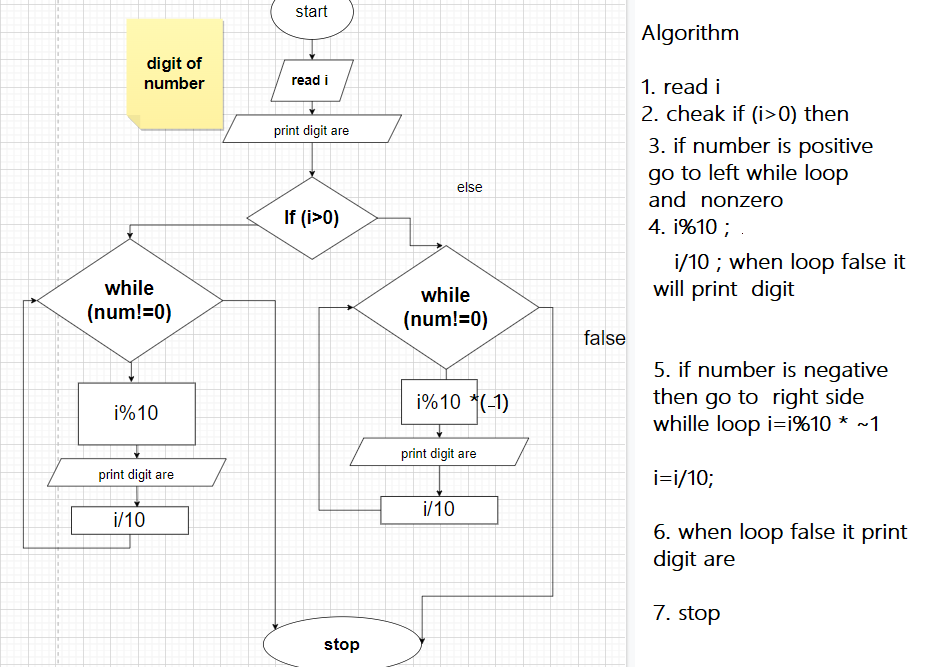 start
digit of
number
read i
print digit are
else
If (i>0)
while
(num!=0)
while
(num!=0)
false
i%10
i%10 *(-1)
print digit are
print digit are
i/10
i/10
stop
Algorithm
1. read i
2. cheak if (i>0) then
3. if number is positive
go to left while loop
and nonzero
4. i%10 ; .
i/10 ; when loop false it
will print digit
5. if number is negative
then go to right side
whille loop i=i%10 * ~1
i=i/10;
6. when loop false it print
digit are
7. stop